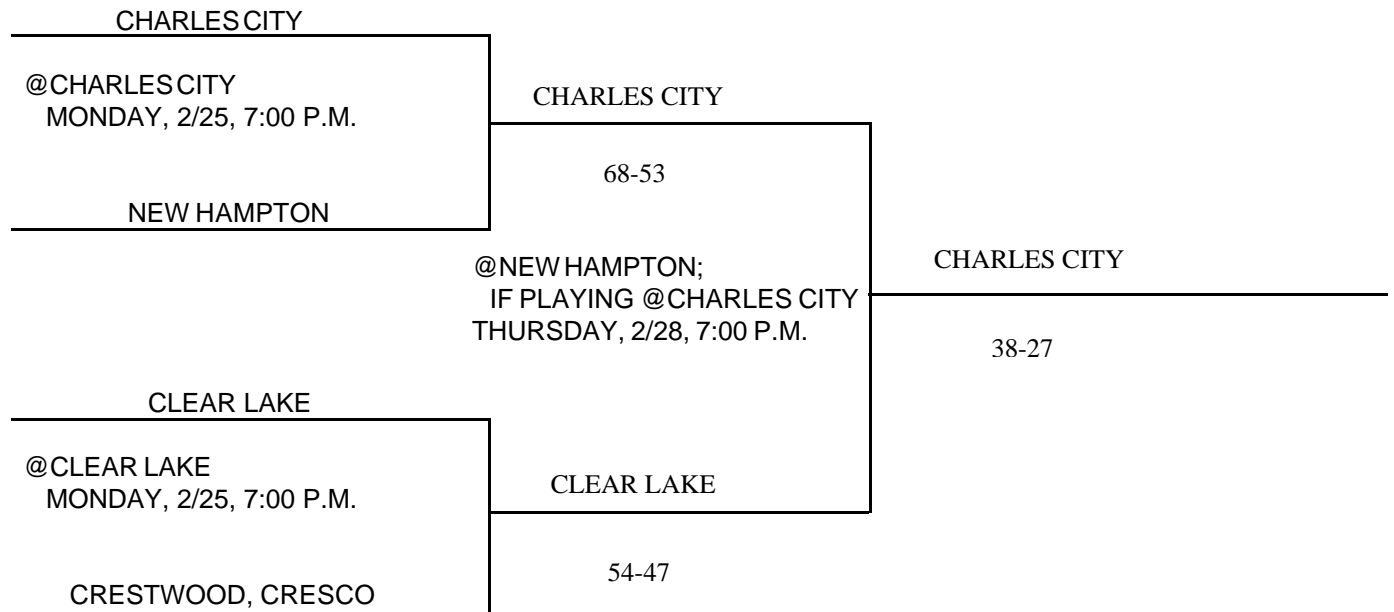 CHARLES CITY
@CHARLES CITY
MONDAY, 2/25, 7:00 P.M.
CHARLES CITY
68-53
NEW HAMPTON
@NEW HAMPTON;
IF PLAYING @CHARLES CITY
THURSDAY, 2/28, 7:00 P.M.
CHARLES CITY
38-27
CLEAR LAKE
@CLEAR LAKE
MONDAY, 2/25, 7:00 P.M.
CLEAR LAKE
54-47
CRESTWOOD, CRESCO